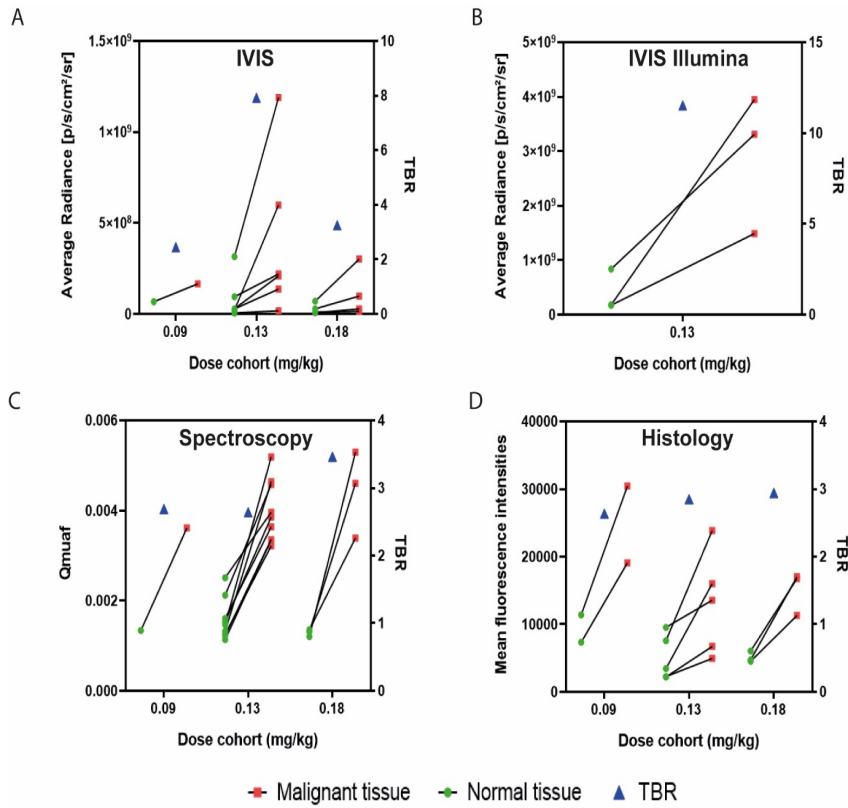 A
IVIS
Average Radiance [p/s/cm²/sr]
1.5×10⁹
1×10⁹
5×10⁸
0
10
8
6
4
2
0
TBR
0.09 0.13 0.18
Dose cohort (mg/kg)
B
IVIS Illumina
Average Radiance [p/s/cm²/sr]
5×10⁹
4×10⁹
3×10⁹
2×10⁹
1×10⁹
0
15
10
5
0
TBR
0.13
Dose cohort (mg/kg)
C
Spectroscopy
Qmuaf
0.006
0.004
0.002
0.000
4
3
2
1
0
TBR
0.09 0.13 0.18
Dose cohort (mg/kg)
D
Histology
Mean fluorescence intensities
40000
30000
20000
10000
0
4
3
2
1
0
TBR
0.09 0.13 0.18
Dose cohort (mg/kg)
Malignant tissue Normal tissue TBR